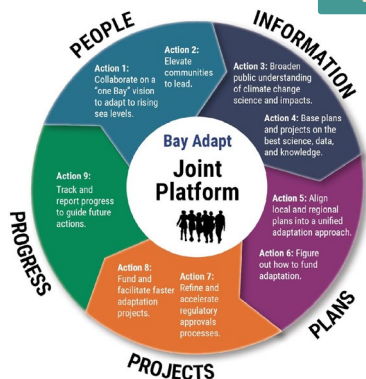 PEOPLE
Action 1:
Collaborate on a
"one Bay" vision
to adapt to rising
sea levels.
Action 2:
Elevate
communities
to lead.
INFORMATION
Action 3: Broaden
public understanding
of climate change
science and impacts.
Action 4: Base plans
and projects on the
best science, data,
and knowledge.
PLANS
Action 5: Align
local and regional
plans into a unified
adaptation approach.
Action 6: Figure
out how to fund
adaptation.
PROJECTS
Action 7:
Refine and
accelerate
regulatory
approvals
processes.
Action 8:
Fund and
facilitate faster
adaptation
projects.
PROGRESS
Action 9:
Track and
report progress
to guide future
actions.
Bay Adapt
Joint
Platform